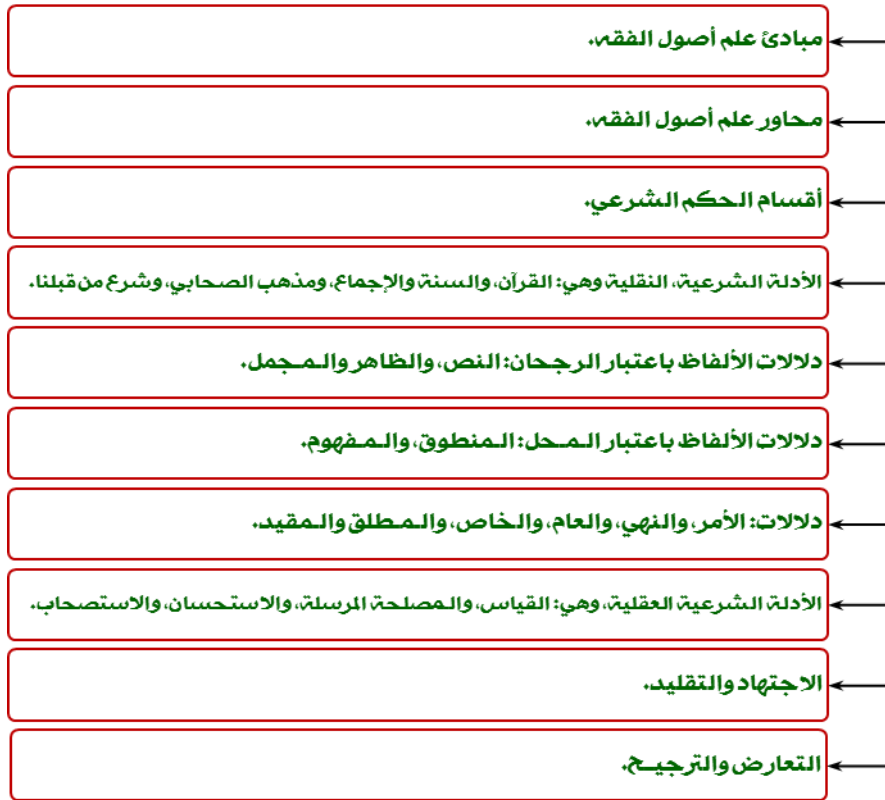 مبادئ علم أصول الفقه.
محاور علم أصول الفقه.
أقسام الحكم الشرعي.
الأدلة الشرعية، النقلية وهي: القرآن، والسنة والإجماع، ومذهب الصحابي، وشرع من قبلنا.
دلالات الألفاظ باعتبار الرجحان: النص، والظاهر والمجمل.
دلالات الألفاظ باعتبار المحل: المنطوق، والمفهوم.
دلالات: الأمر، والنهي، والعام، والخاص، والمطلق والمقيد.
الأدلة الشرعية العقلية، وهي: القياس، والمصلحة المرسلة، والاستحسان، والاستصحاب.
الاجتهاد والتقليد.
التعارض والترجيح.